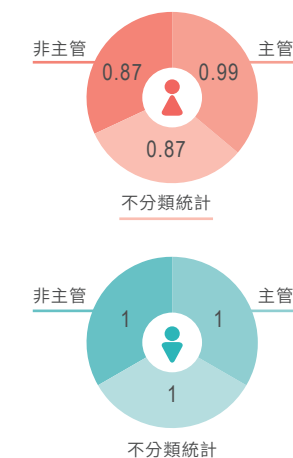 非主管 主管
0.87 0.99
0.87
不分類統計
非主管 主管
1 1
1
不分類統計